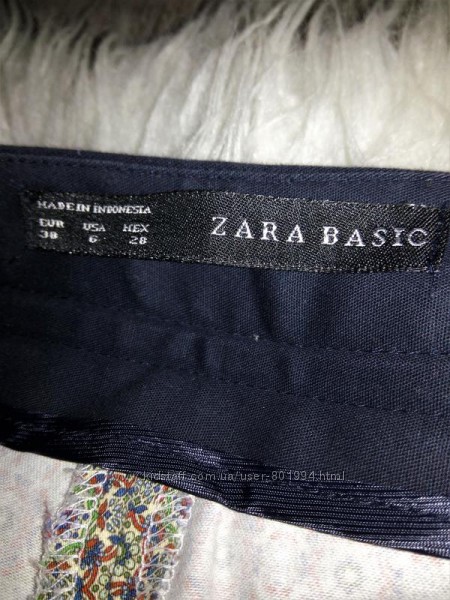 MADE IN INDONESIA
EUR USA MEX
38 6 28
ZARA BASIC
kidstaff.com.ua/user-801994.html